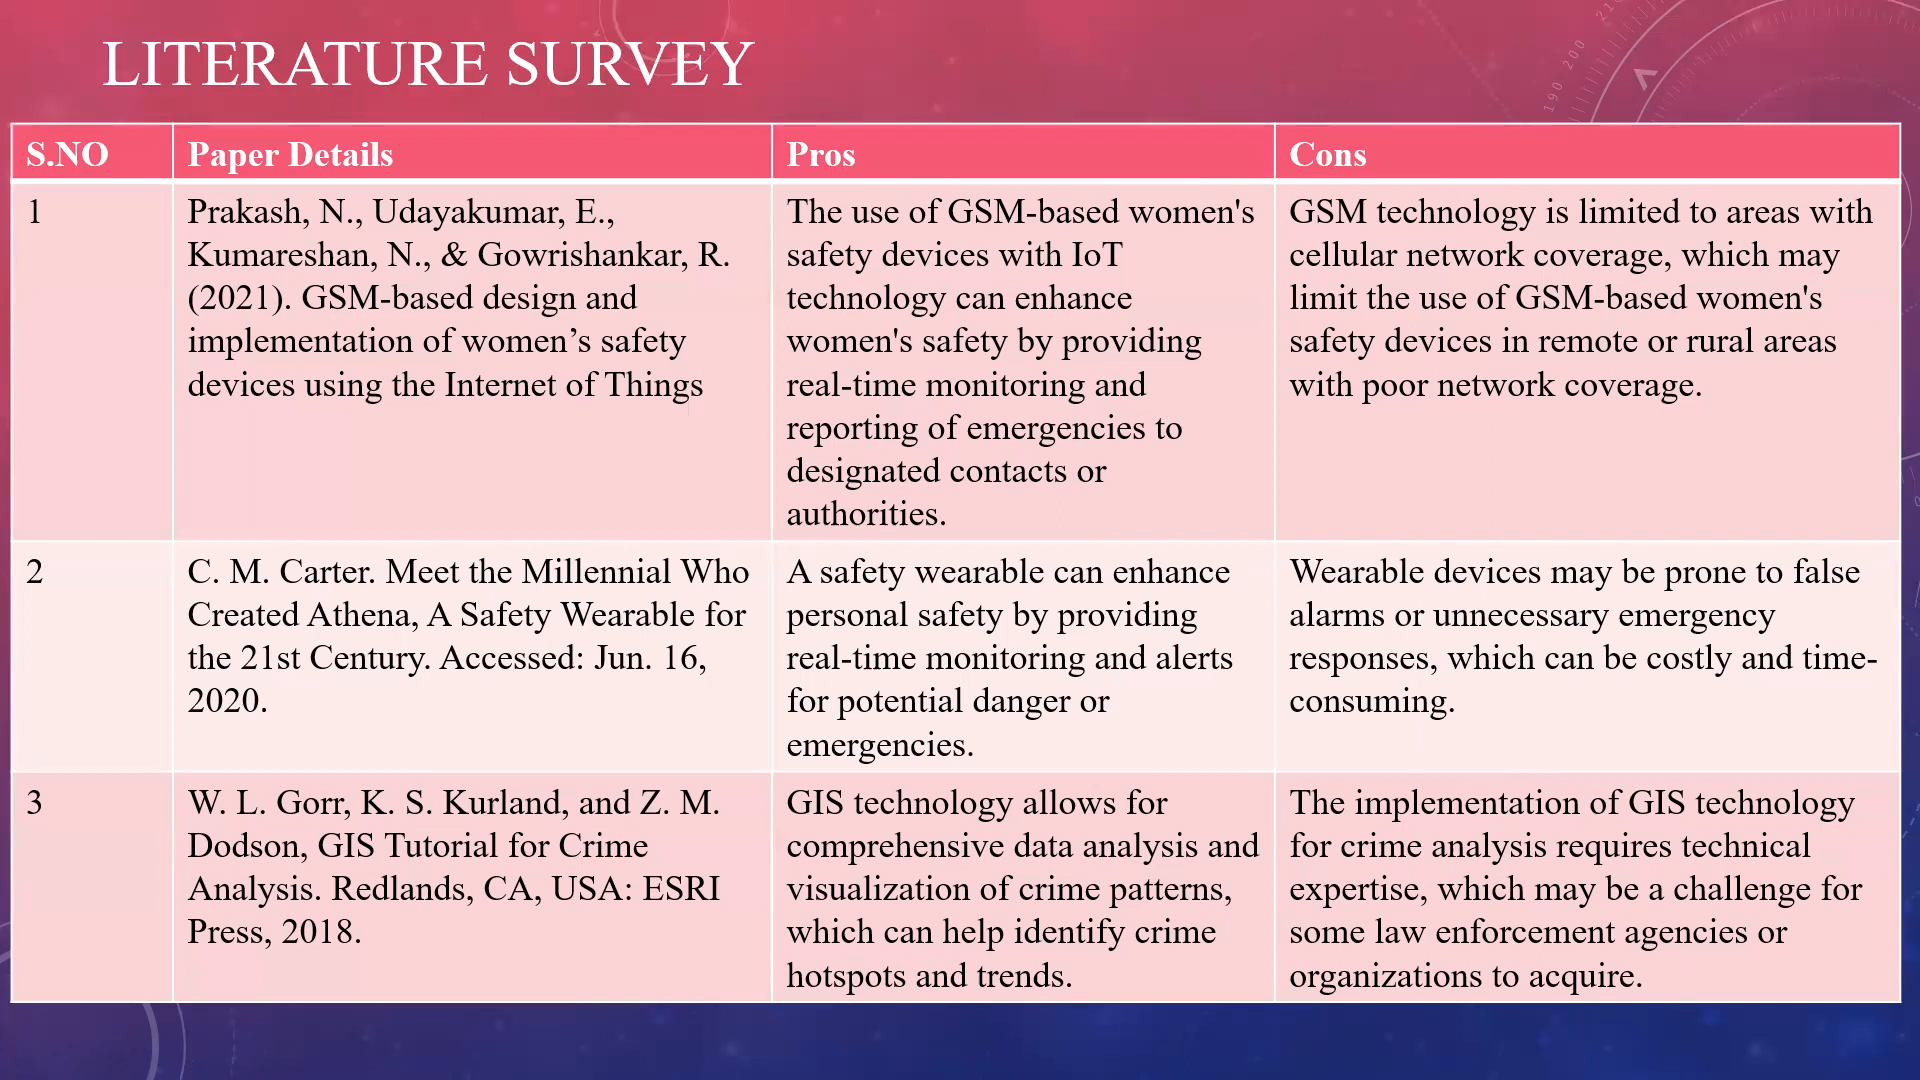 LITERATURE SURVEY
S.NO
Paper Details
Pros
Cons
1
Prakash, N., Udayakumar, E.,
Kumareshan, N., & Gowrishankar, R.
(2021). GSM-based design and
implementation of women’s safety
devices using the Internet of Things
The use of GSM-based women's
safety devices with IoT
technology can enhance
women's safety by providing
real-time monitoring and
reporting of emergencies to
designated contacts or
authorities.
GSM technology is limited to areas with
cellular network coverage, which may
limit the use of GSM-based women's
safety devices in remote or rural areas
with poor network coverage.
2
C. M. Carter. Meet the Millennial Who
Created Athena, A Safety Wearable for
the 21st Century. Accessed: Jun. 16,
2020.
A safety wearable can enhance
personal safety by providing
real-time monitoring and alerts
for potential danger or
emergencies.
Wearable devices may be prone to false
alarms or unnecessary emergency
responses, which can be costly and time-
consuming.
3
W. L. Gorr, K. S. Kurland, and Z. M.
Dodson, GIS Tutorial for Crime
Analysis. Redlands, CA, USA: ESRI
Press, 2018.
GIS technology allows for
comprehensive data analysis and
visualization of crime patterns,
which can help identify crime
hotspots and trends.
The implementation of GIS technology
for crime analysis requires technical
expertise, which may be a challenge for
some law enforcement agencies or
organizations to acquire.
190 200